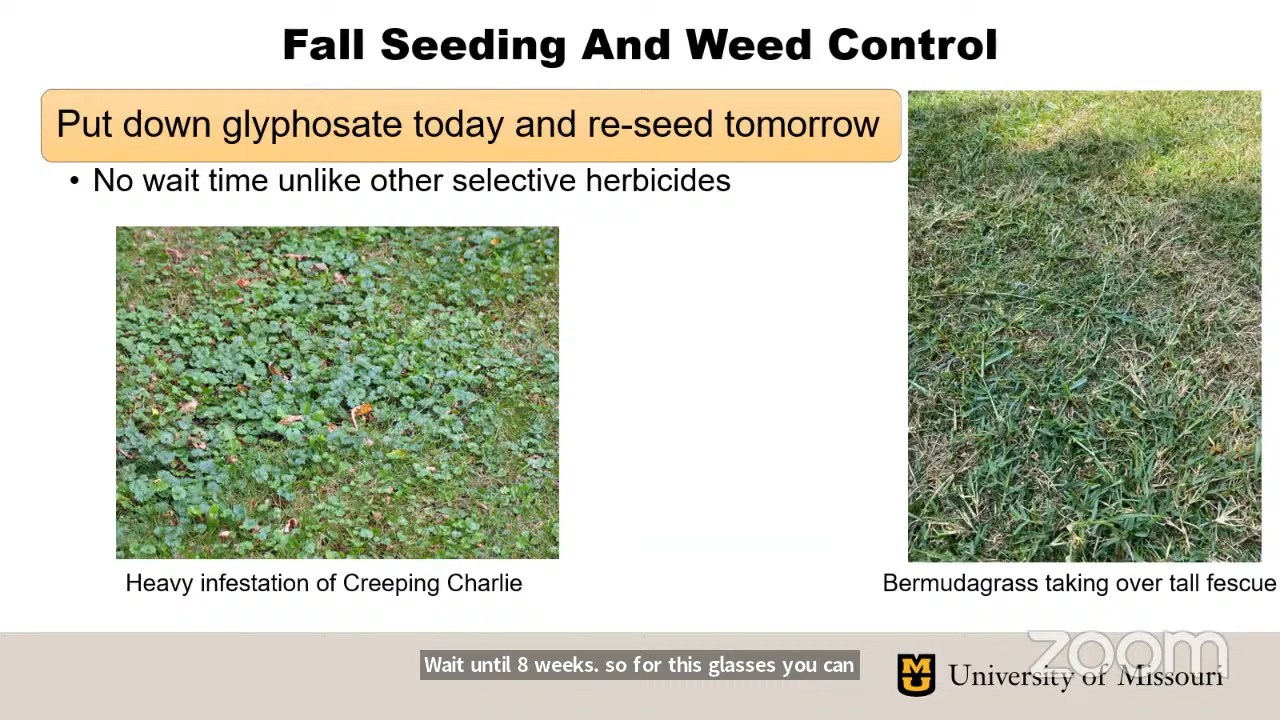 Fall Seeding And Weed Control
Put down glyphosate today and re-seed tomorrow
• No wait time unlike other selective herbicides
Heavy infestation of Creeping Charlie
Bermudagrass taking over tall fescue
Wait until 8 weeks. so for this glasses you can
zoom
MU
University of Missouri